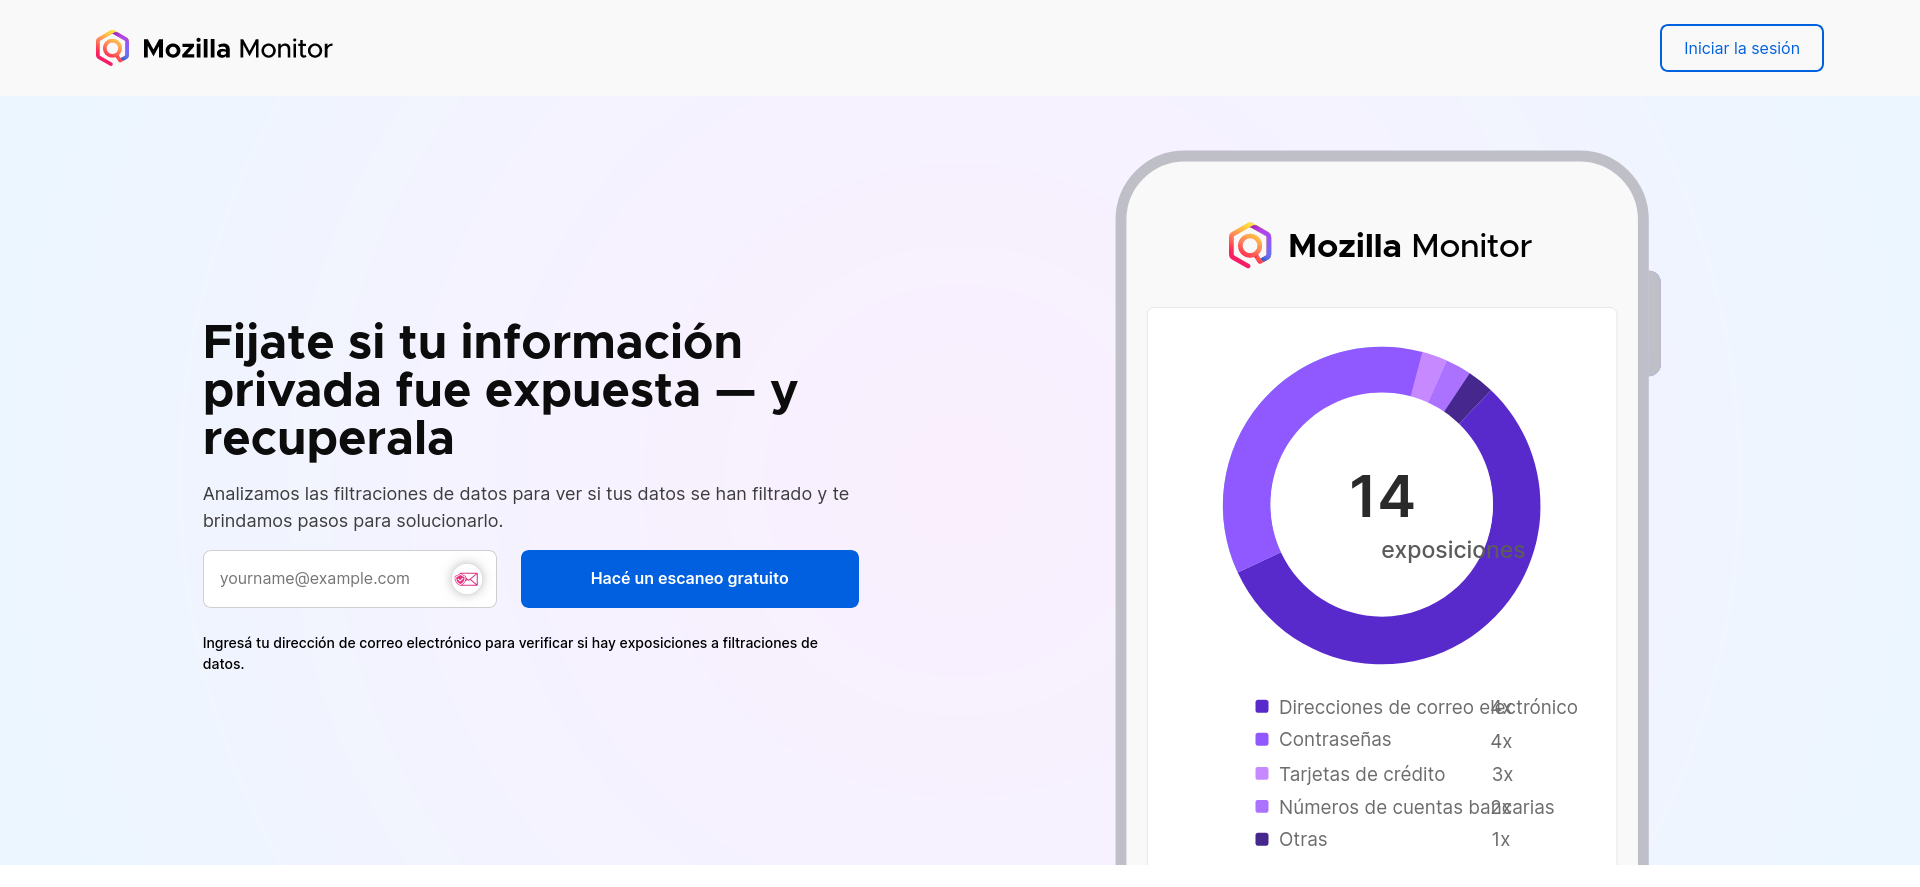 Mozilla Monitor
Iniciar la sesión
Fijate si tu información
privada fue expuesta — y
recuperala
Analizamos las filtraciones de datos para ver si tus datos se han filtrado y te
brindamos pasos para solucionarlo.
yourname@example.com
Hacé un escaneo gratuito
Ingresá tu dirección de correo electrónico para verificar si hay exposiciones a filtraciones de
datos.
Mozilla Monitor
14
exposiciones
Direcciones de correo electrónico 4x
Contraseñas 4x
Tarjetas de crédito 3x
Números de cuentas bancarias 2x
Otras 1x